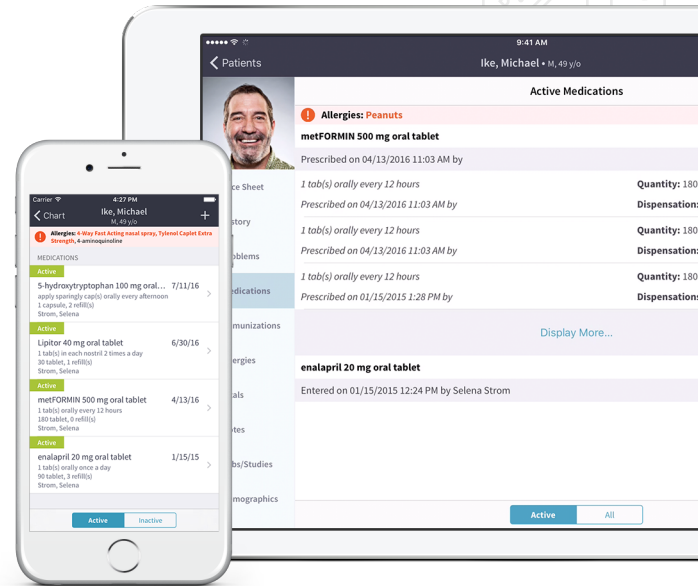 9:41 AM
Patients
Ike, Michael • M, 49 y/o
Active Medications
Allergies: Peanuts
metFORMIN 500 mg oral tablet
Prescribed on 04/13/2016 11:03 AM by
1 tab(s) orally every 12 hours
Quantity: 180
Prescribed on 04/13/2016 11:03 AM by
Dispensation:
1 tab(s) orally every 12 hours
Quantity: 180
Prescribed on 04/13/2016 11:03 AM by
Dispensation:
1 tab(s) orally every 12 hours
Quantity: 180
Prescribed on 01/15/2015 1:28 PM by
Dispensation:
Display More...
enalapril 20 mg oral tablet
Entered on 01/15/2015 12:24 PM by Selena Strom
Active
All
ce Sheet
story
oblems
edications
munizations
ergies
als
tes
bs/Studies
mographics
Carrier
4:27 PM
Chart
Ike, Michael
+
M, 49 y/o
Allergies: 4-Way Fast Acting nasal spray, Tylenol Caplet Extra
Strength, 4-aminoquinoline
MEDICATIONS
Active
5-hydroxytryptophan 100 mg oral... 7/11/16
apply sparingly cap(s) orally every afternoon
1 capsule, 2 refill(s)
Strom, Selena
Active
Lipitor 40 mg oral tablet 6/30/16
1 tab(s) in each nostril 2 times a day
30 tablet, 1 refill(s)
Strom, Selena
Active
metFORMIN 500 mg oral tablet 4/13/16
1 tab(s) orally every 12 hours
180 tablet, 0 refill(s)
Strom, Selena
Active
enalapril 20 mg oral tablet 1/15/15
1 tab(s) orally once a day
90 tablet, 3 refill(s)
Strom, Selena
Active
Inactive